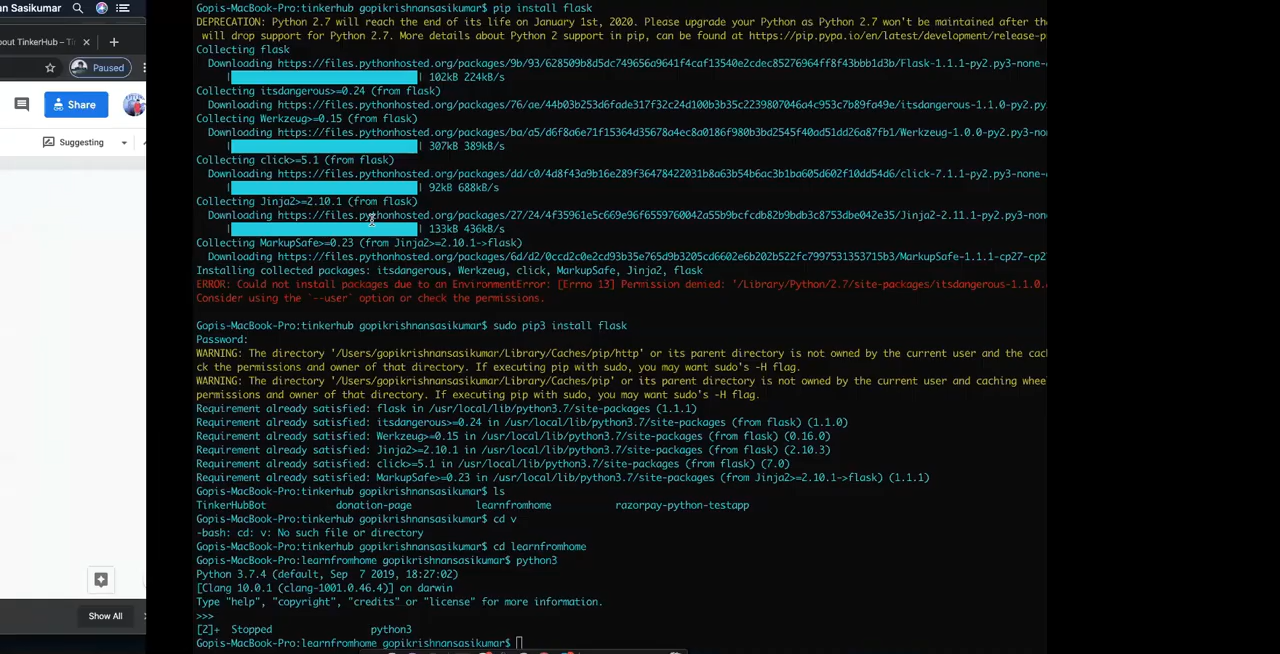 an Sasikumar
bout TinkerHub – Ti
Paused
Share
Suggesting
Show All
Gopis-MacBook-Pro:tinkerhub gopikrishnansasikumar$ pip install flask
DEPRECATION: Python 2.7 will reach the end of its life on January 1st, 2020. Please upgrade your Python as Python 2.7 won't be maintained after the
will drop support for Python 2.7. More details about Python 2 support in pip, can be found at https://pip.pypa.io/en/latest/development/release-p
Collecting flask
Downloading https://files.pythonhosted.org/packages/9b/93/628509b8d5dc749656a9641f4caf13540e2cdec85276964ff8f43bbb1d3b/Flask-1.1.1-py2.py3-none-
| 102kB 224kB/s
Collecting itsdangerous>=0.24 (from flask)
Downloading https://files.pythonhosted.org/packages/76/ae/44b03b253d6fade317f32c24d100b3b35c2239807046a4c953c7b89fa49e/itsdangerous-1.1.0-py2.py
Collecting Werkzeug>=0.15 (from flask)
Downloading https://files.pythonhosted.org/packages/ba/a5/d6f8a6e71f15364d35678a4ec8a0186f980b3bd2545f40ad51dd26a87fb1/Werkzeug-1.0.0-py2.py3-no
| 307kB 389kB/s
Collecting click>=5.1 (from flask)
Downloading https://files.pythonhosted.org/packages/dd/c0/4d8f43a9b16e289f36478422031b8a63b54b6ac3b1ba605d602f10dd54d6/click-7.1.1-py2.py3-none-
| 92kB 688kB/s
Collecting Jinja2>=2.10.1 (from flask)
Downloading https://files.pythonhosted.org/packages/27/24/4f35961e5c669e96f6559760042a55b9bcfcdb82b9bdb3c8753dbe042e35/Jinja2-2.11.1-py2.py3-non
| 133kB 436kB/s
Collecting MarkupSafe>=0.23 (from Jinja2>=2.10.1->flask)
Downloading https://files.pythonhosted.org/packages/6d/d2/0ccd2c0e2cd93b35e765d9b3205cd6602e6b202b522fc7997531353715b3/MarkupSafe-1.1.1-cp27-cp2
Installing collected packages: itsdangerous, Werkzeug, click, MarkupSafe, Jinja2, flask
ERROR: Could not install packages due to an EnvironmentError: [Errno 13] Permission denied: '/Library/Python/2.7/site-packages/itsdangerous-1.1.0.
Consider using the `--user` option or check the permissions.
Gopis-MacBook-Pro:tinkerhub gopikrishnansasikumar$ sudo pip3 install flask
Password:
WARNING: The directory '/Users/gopikrishnansasikumar/Library/Caches/pip/http' or its parent directory is not owned by the current user and the cac
ck the permissions and owner of that directory. If executing pip with sudo, you may want sudo's -H flag.
WARNING: The directory '/Users/gopikrishnansasikumar/Library/Caches/pip' or its parent directory is not owned by the current user and caching whee
permissions and owner of that directory. If executing pip with sudo, you may want sudo's -H flag.
Requirement already satisfied: flask in /usr/local/lib/python3.7/site-packages (1.1.1)
Requirement already satisfied: itsdangerous>=0.24 in /usr/local/lib/python3.7/site-packages (from flask) (1.1.0)
Requirement already satisfied: Werkzeug>=0.15 in /usr/local/lib/python3.7/site-packages (from flask) (0.16.0)
Requirement already satisfied: Jinja2>=2.10.1 in /usr/local/lib/python3.7/site-packages (from flask) (2.10.3)
Requirement already satisfied: click>=5.1 in /usr/local/lib/python3.7/site-packages (from flask) (7.0)
Requirement already satisfied: MarkupSafe>=0.23 in /usr/local/lib/python3.7/site-packages (from Jinja2>=2.10.1->flask) (1.1.1)
Gopis-MacBook-Pro:tinkerhub gopikrishnansasikumar$ ls
TinkerHubBot donation-page learnfromhome razorpay-python-testapp
Gopis-MacBook-Pro:tinkerhub gopikrishnansasikumar$ cd v
-bash: cd: v: No such file or directory
Gopis-MacBook-Pro:tinkerhub gopikrishnansasikumar$ cd learnfromhome
Gopis-MacBook-Pro:learnfromhome gopikrishnansasikumar$ python3
Python 3.7.4 (default, Sep  7 2019, 18:27:02)
[Clang 10.0.1 (clang-1001.0.46.4)] on darwin
Type "help", "copyright", "credits" or "license" for more information.
>>>
[2]+  Stopped                 python3
Gopis-MacBook-Pro:learnfromhome gopikrishnansasikumar$